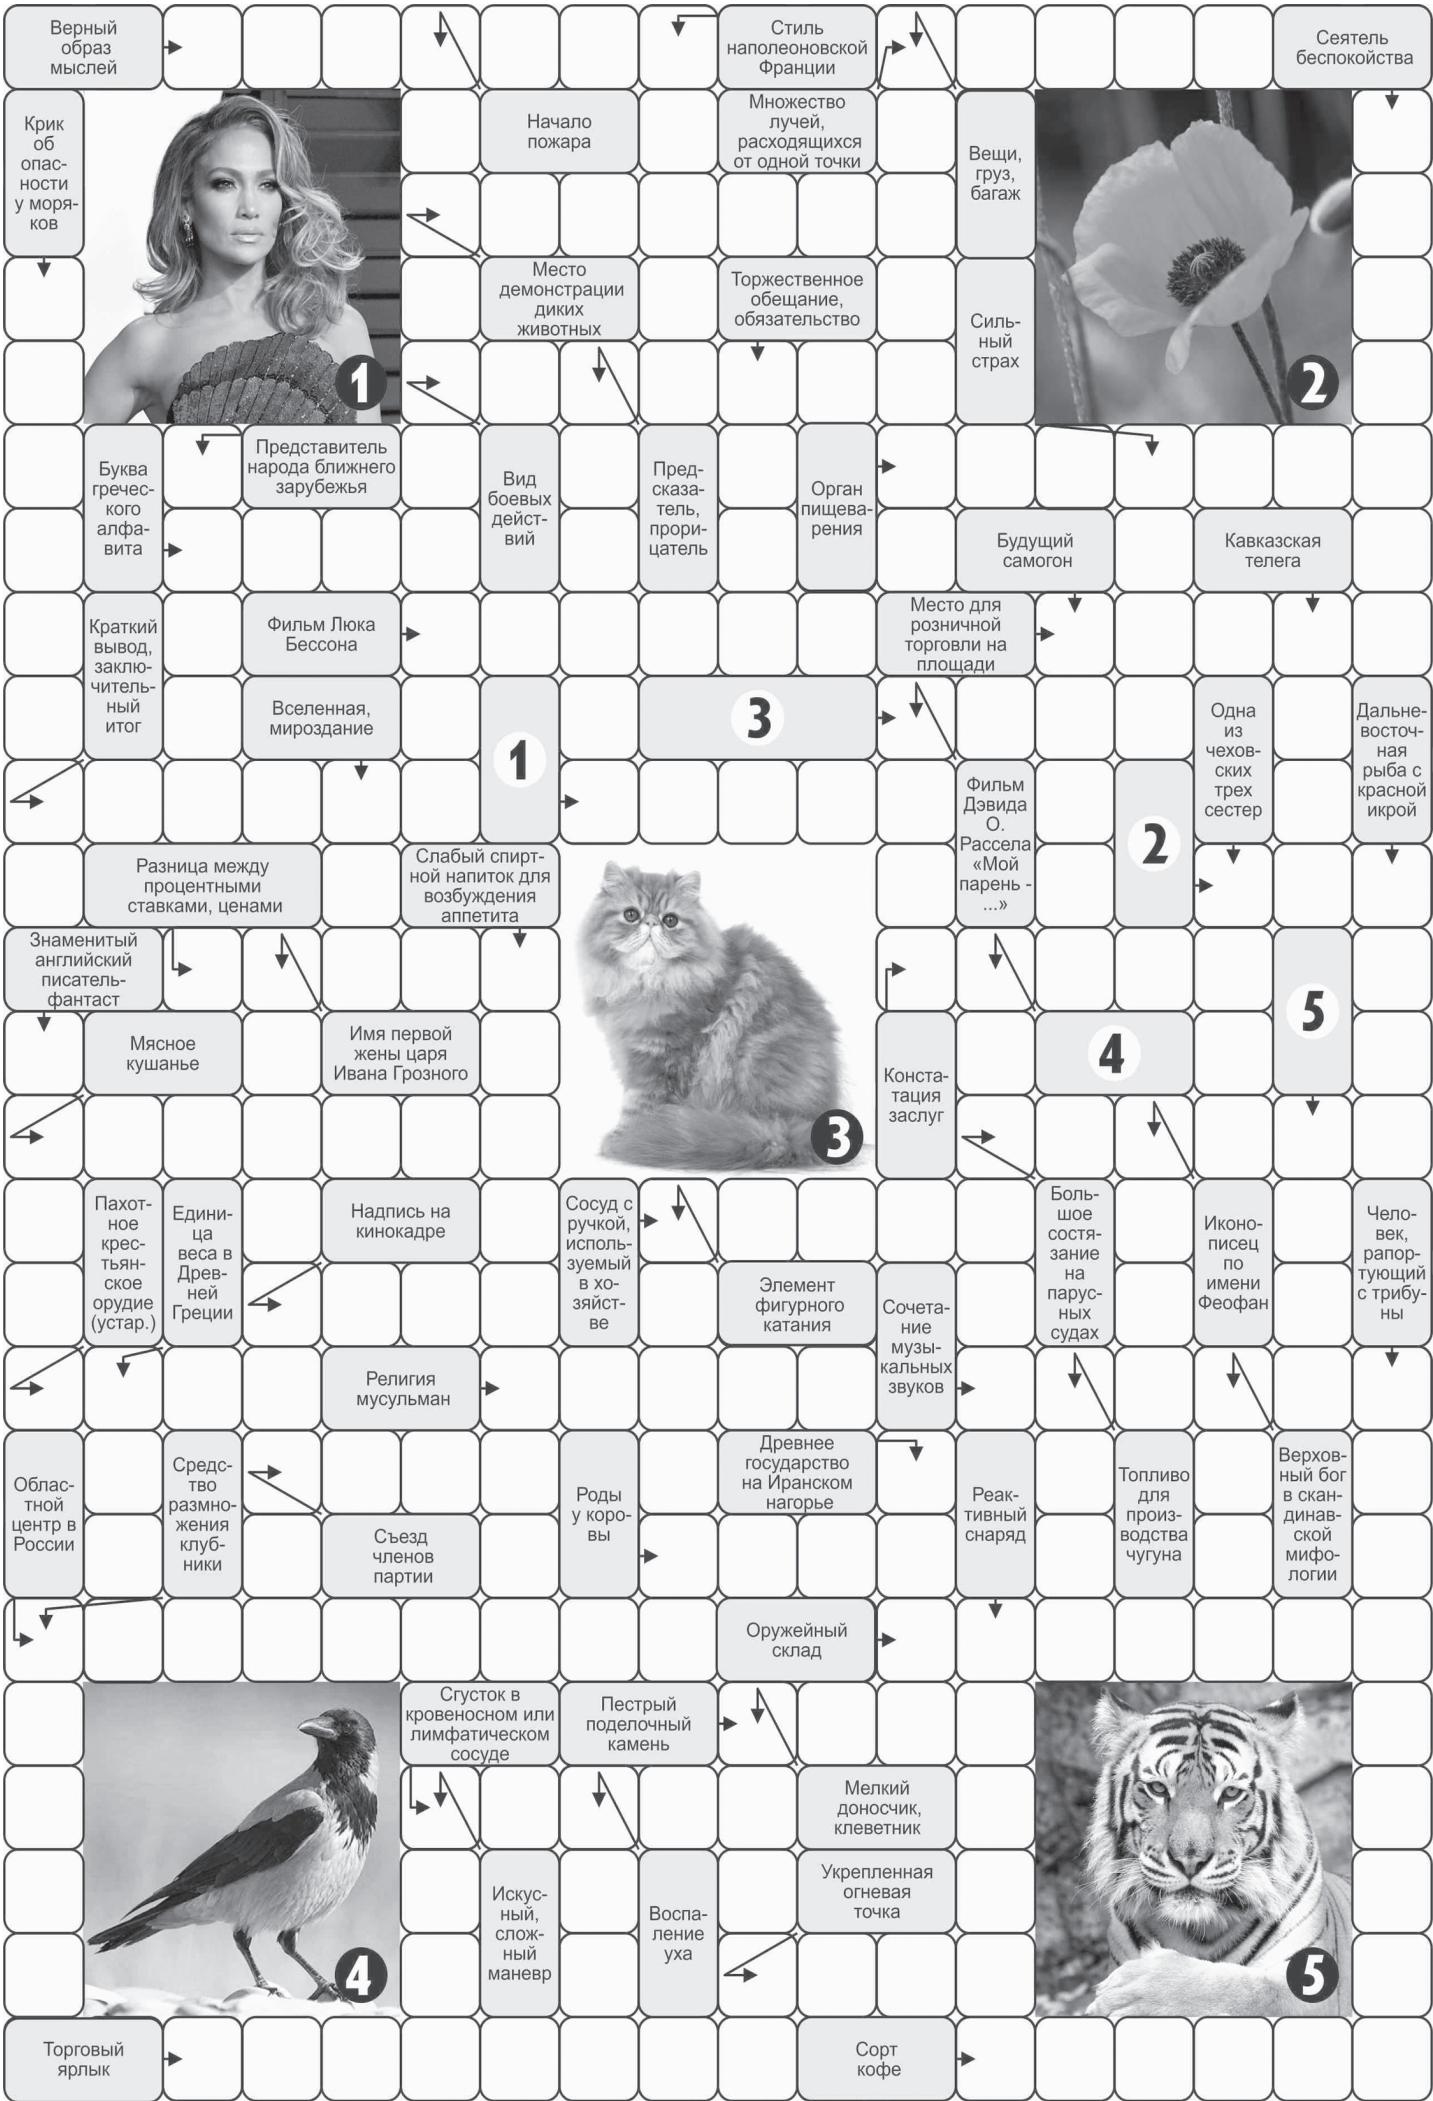 Верный
образ
мыслей
Стиль
наполеоновской
Франции
Сеятель
беспокойства
Крик
об
опас-
ности
у моря-
ков
Начало
пожара
Множество
лучей,
расходящихся
от одной точки
Вещи,
груз,
багаж
Место
демонстрации
диких
животных
Торжественное
обещание,
обязательство
Силь-
ный
страх
1
2
Буква
гречес-
кого
алфа-
вита
Представитель
народа ближнего
зарубежья
Вид
боевых
дейст-
вий
Пред-
сказа-
тель,
прори-
цатель
Орган
пищева-
рения
Будущий
самогон
Кавказская
телега
Краткий
вывод,
заклю-
читель-
ный
итог
Фильм Люка
Бессона
Место для
розничной
торговли на
площади
Вселенная,
мироздание
1
3
Одна
из
чехов-
ских
трех
сестер
Дальне-
восточ-
ная
рыба с
красной
икрой
Фильм
Дэвида
О.
Рассела
«Мой
парень -
...»
2
Разница между
процентными
ставками, ценами
Слабый спирт-
ной напиток для
возбуждения
аппетита
Знаменитый
английский
писатель-
фантаст
5
Мясное
кушанье
Имя первой
жены царя
Ивана Грозного
Конста-
тация
заслуг
4
3
Пахот-
ное
крес-
тьян-
ское
орудие
(устар.)
Едини-
ца
веса в
Древ-
ней
Греции
Надпись на
кинокадре
Сосуд с
ручкой,
исполь-
зуемый
в хо-
зяйст-
ве
Боль-
шое
состя-
зание
на
парус-
ных
судах
Иконо-
писец
по
имени
Феофан
Чело-
век,
рапор-
тующий
с трибу-
ны
Элемент
фигурного
катания
Сочета-
ние
музы-
кальных
звуков
Религия
мусульман
Облас-
тной
центр в
России
Средс-
тво
размно-
жения
клуб-
ники
Роды
у коро-
вы
Древнее
государство
на Иранском
нагорье
Реак-
тивный
снаряд
Топливо
для
произ-
водства
чугуна
Верхов-
ный бог
в скан-
динав-
ской
мифо-
логии
Съезд
членов
партии
Оружейный
склад
Сгусток в
кровеносном или
лимфатическом
сосуде
Пестрый
поделочный
камень
Мелкий
доносчик,
клеветник
Искус-
ный,
слож-
ный
маневр
Воспа-
ление
уха
Укрепленная
огневая
точка
4
5
Торговый
ярлык
Сорт
кофе